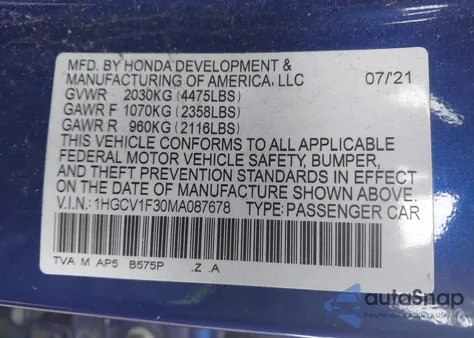 MFD. BY HONDA DEVELOPMENT &
MANUFACTURING OF AMERICA, LLC 07/'21
GVWR 2030KG (4475LBS)
GAWR F 1070KG (2358LBS)
GAWR R 960KG (2116LBS)
THIS VEHICLE CONFORMS TO ALL APPLICABLE
FEDERAL MOTOR VEHICLE SAFETY, BUMPER,
AND THEFT PREVENTION STANDARDS IN EFFECT
ON THE DATE OF MANUFACTURE SHOWN ABOVE.
V.I.N.:1HGCV1F30MA087678 TYPE:PASSENGER CAR
TVA M AP5 B575P .Z .A
autoSnap